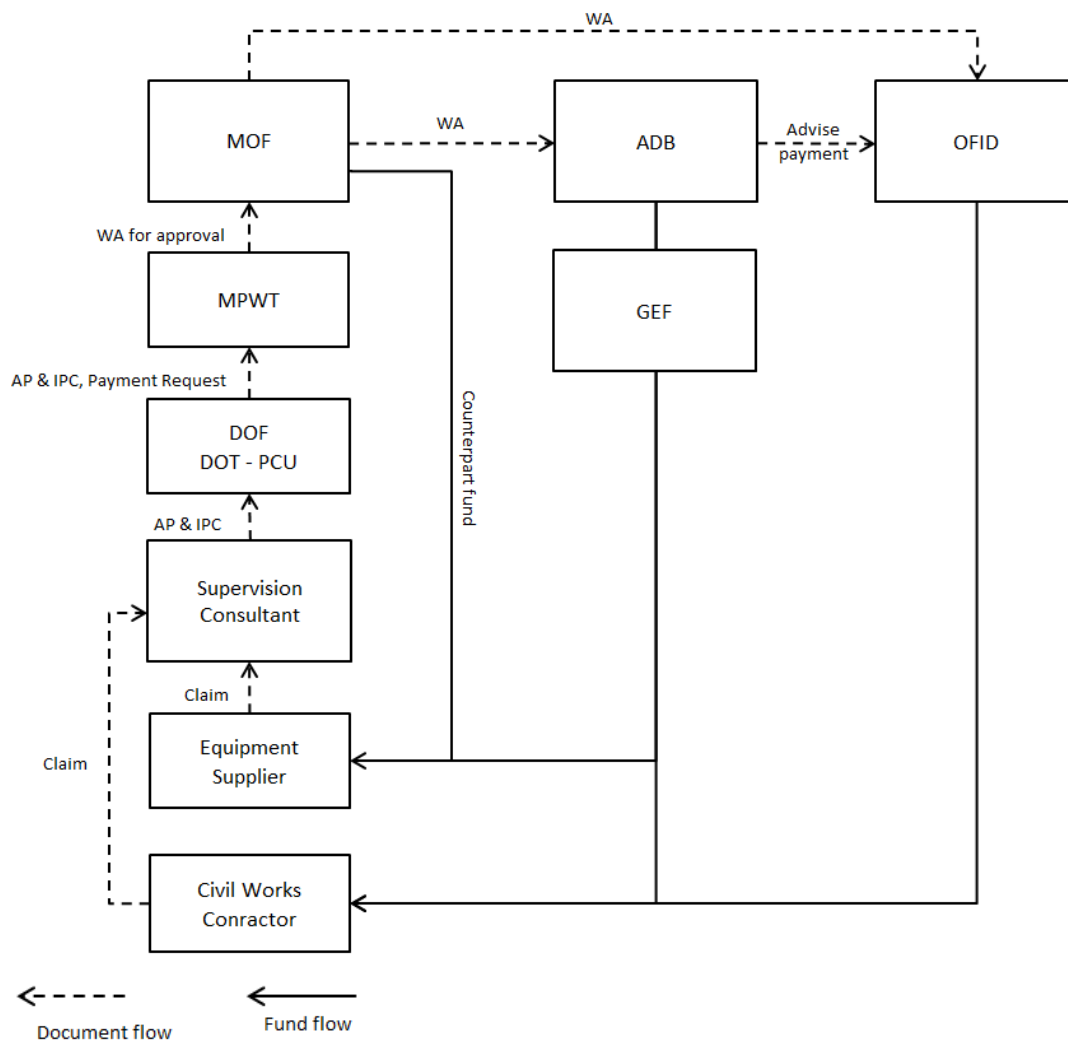 WA
MOF
WA
ADB
Advise
payment
OFID
WA for approval
MPWT
GEF
AP & IPC, Payment Request
Counterpart fund
DOF
DOT - PCU
AP & IPC
Supervision
Consultant
Claim
Equipment
Supplier
Claim
Civil Works
Conractor
Document flow
Fund flow